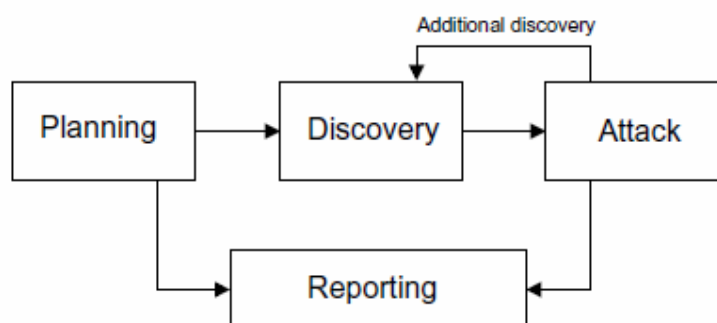 Additional discovery
Planning
Discovery
Attack
Reporting